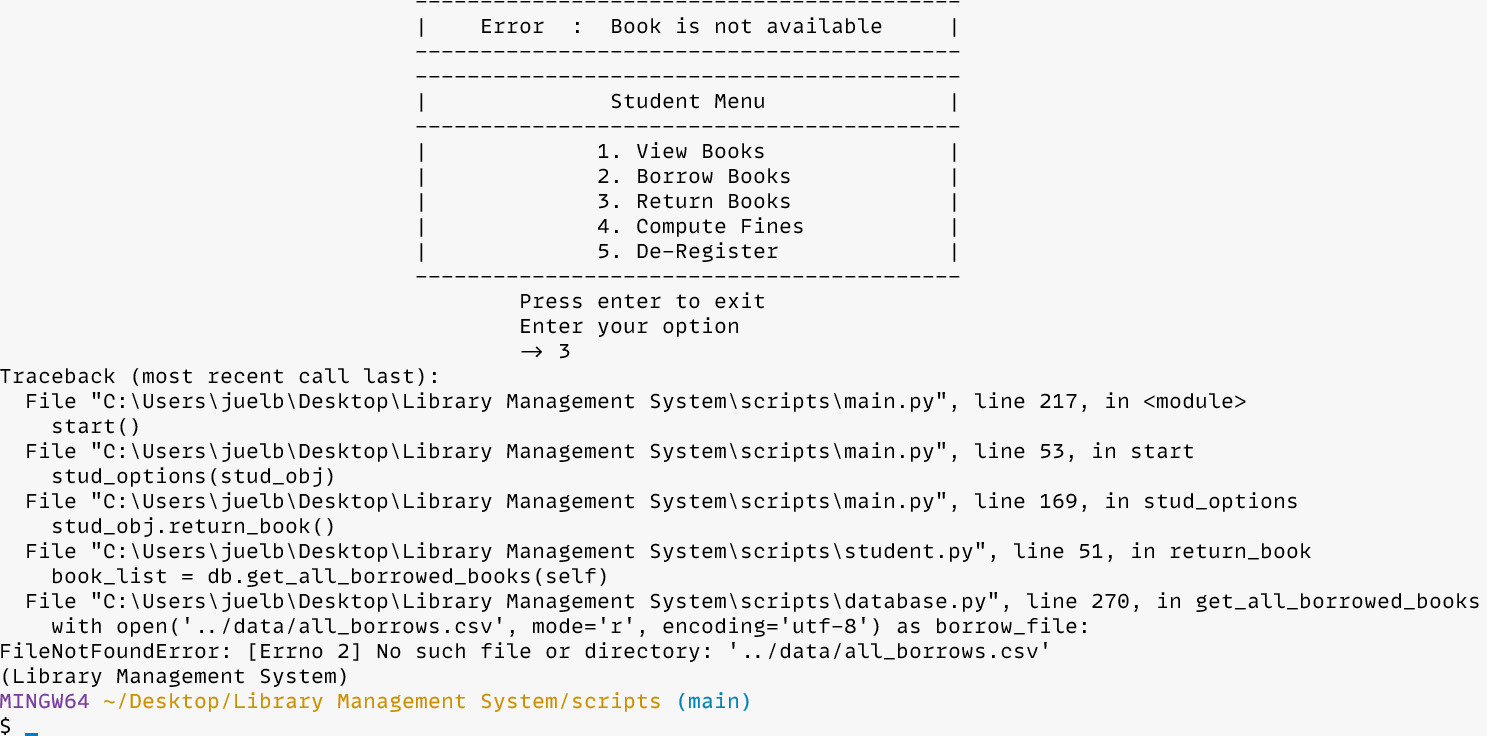 ------------------------------------------
|    Error  :  Book is not available     |
------------------------------------------
------------------------------------------
|              Student Menu              |
------------------------------------------
|             1. View Books              |
|             2. Borrow Books            |
|             3. Return Books            |
|             4. Compute Fines           |
|             5. De-Register             |
------------------------------------------
Press enter to exit
Enter your option
-> 3
Traceback (most recent call last):
  File "C:\Users\juelb\Desktop\Library Management System\scripts\main.py", line 217, in <module>
    start()
  File "C:\Users\juelb\Desktop\Library Management System\scripts\main.py", line 53, in start
    stud_options(stud_obj)
  File "C:\Users\juelb\Desktop\Library Management System\scripts\main.py", line 169, in stud_options
    stud_obj.return_book()
  File "C:\Users\juelb\Desktop\Library Management System\scripts\student.py", line 51, in return_book
    book_list = db.get_all_borrowed_books(self)
  File "C:\Users\juelb\Desktop\Library Management System\scripts\database.py", line 270, in get_all_borrowed_books
    with open('../data/all_borrows.csv', mode='r', encoding='utf-8') as borrow_file:
FileNotFoundError: [Errno 2] No such file or directory: '../data/all_borrows.csv'
(Library Management System)
MINGW64 ~/Desktop/Library Management System/scripts (main)
$